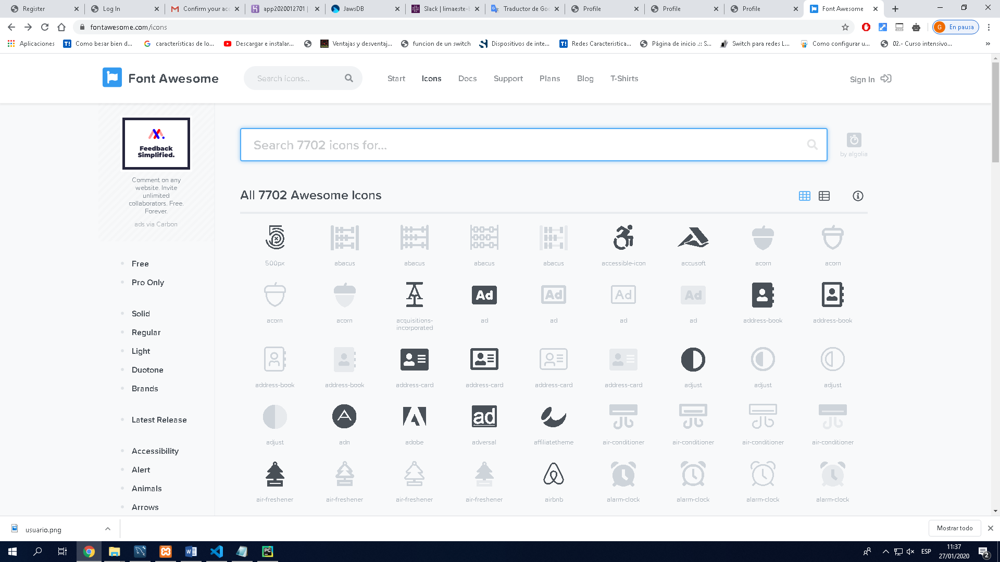 Register
Log In
Confirm your acc
app2020012701 |
JawsDB
Slack | limaeste-l
Traductor de Goo
Profile
Profile
Profile
Font Awesome
fontawesome.com/icons
G
En pausa
Aplicaciones
Como besar bien d...
características de lo...
Descargar e instalar...
Ventajas y desventaj...
funcion de un switch
Dispositivos de inte...
Redes Caracteristica...
Página de inicio .:: S...
Switch para redes L...
Como configurar u...
02.- Curso intensivo...
»
Font Awesome
Search icons...
Start
Icons
Docs
Support
Plans
Blog
T-Shirts
Sign In
Feedback
Simplified.
Comment on any
website. Invite
unlimited
collaborators. Free.
Forever.
ads via Carbon
Search 7702 icons for...
by algolia
All 7702 Awesome Icons
Free
Pro Only
Solid
Regular
Light
Duotone
Brands
Latest Release
Accessibility
Alert
Animals
Arrows
500px
abacus
abacus
abacus
abacus
accessible-icon
accusoft
acorn
acorn
Ad
Ad
Ad
Ad
acorn
acorn
acquisitions-
incorporated
ad
ad
ad
ad
address-book
address-book
address-book
address-book
address-card
address-card
address-card
address-card
adjust
adjust
adjust
ad
adjust
adn
adobe
adversal
affiliatetheme
air-conditioner
air-conditioner
air-conditioner
air-conditioner
air-freshener
air-freshener
air-freshener
air-freshener
airbnb
alarm-clock
alarm-clock
alarm-clock
alarm-clock
usuario.png
Mostrar todo
ESP
11:37
27/01/2020
2